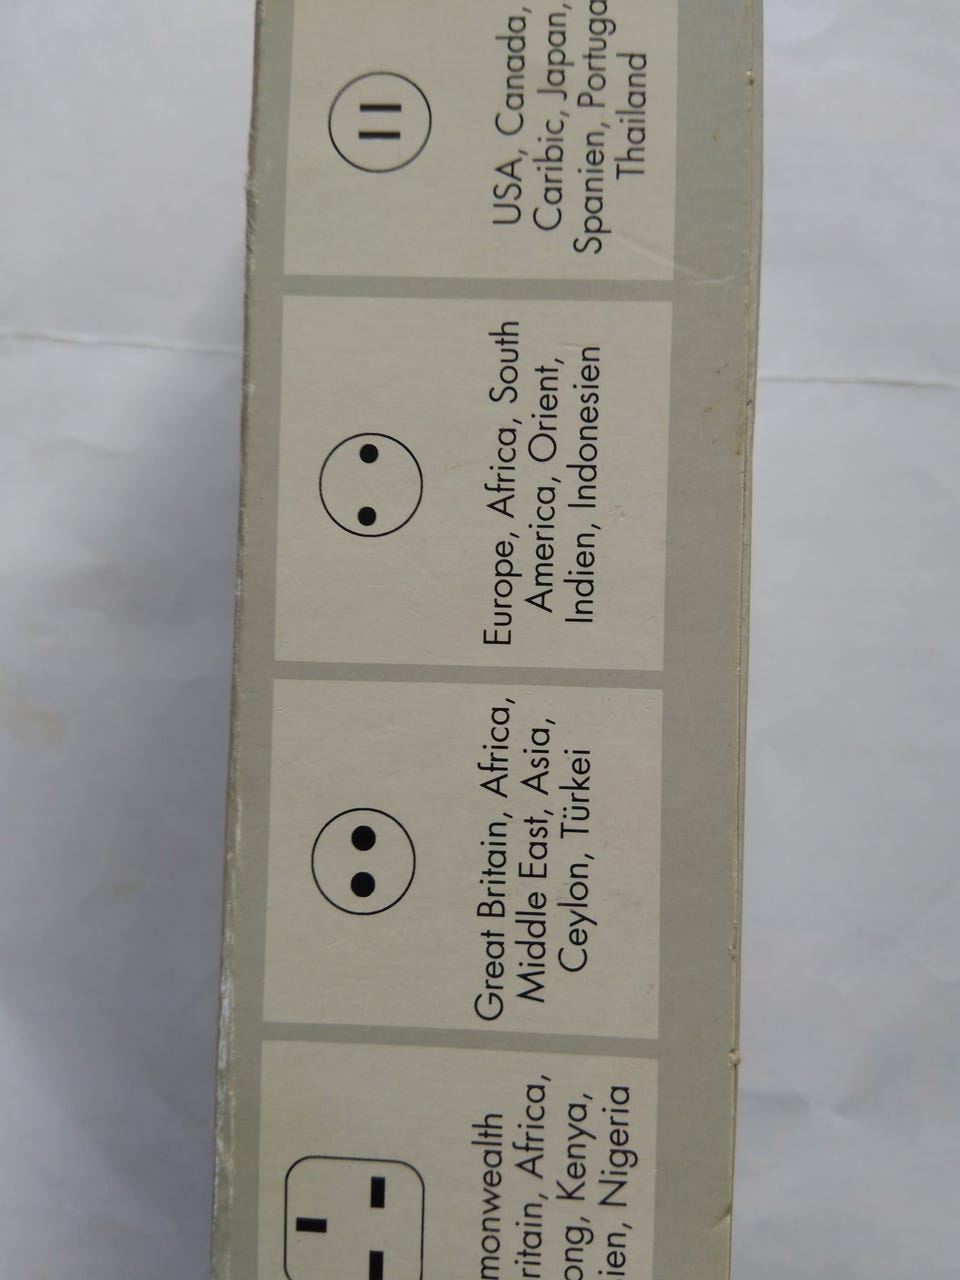 monwealth
ritain, Africa,
ong, Kenya,
ien, Nigeria
Great Britain, Africa,
Middle East, Asia,
Ceylon, Türkei
Europe, Africa, South
America, Orient,
Indien, Indonesien
USA, Canada,
Caribic, Japan,
Spanien, Portuga
Thailand